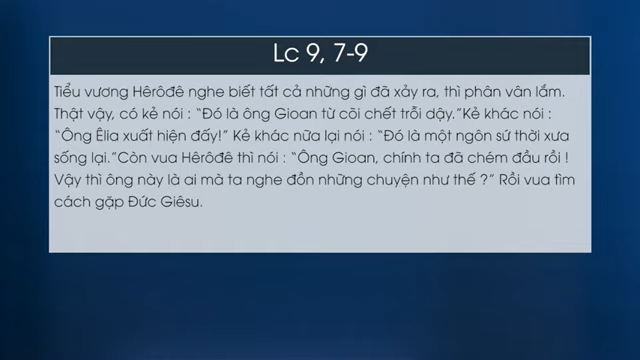 Lc 9, 7-9
Tiểu vương Hêrôđê nghe biết tất cả những gì đã xảy ra, thì phân vân lắm.
Thật vậy, có kẻ nói : “Đó là ông Gioan từ cõi chết trỗi dậy.”Kẻ khác nói :
“Ông Êlia xuất hiện đấy!” Kẻ khác nữa lại nói : “Đó là một ngôn sứ thời xưa
sống lại.”Còn vua Hêrôđê thì nói : “Ông Gioan, chính ta đã chém đầu rồi !
Vậy thì ông này là ai mà ta nghe đồn những chuyện như thế ?” Rồi vua tìm
cách gặp Đức Giêsu.